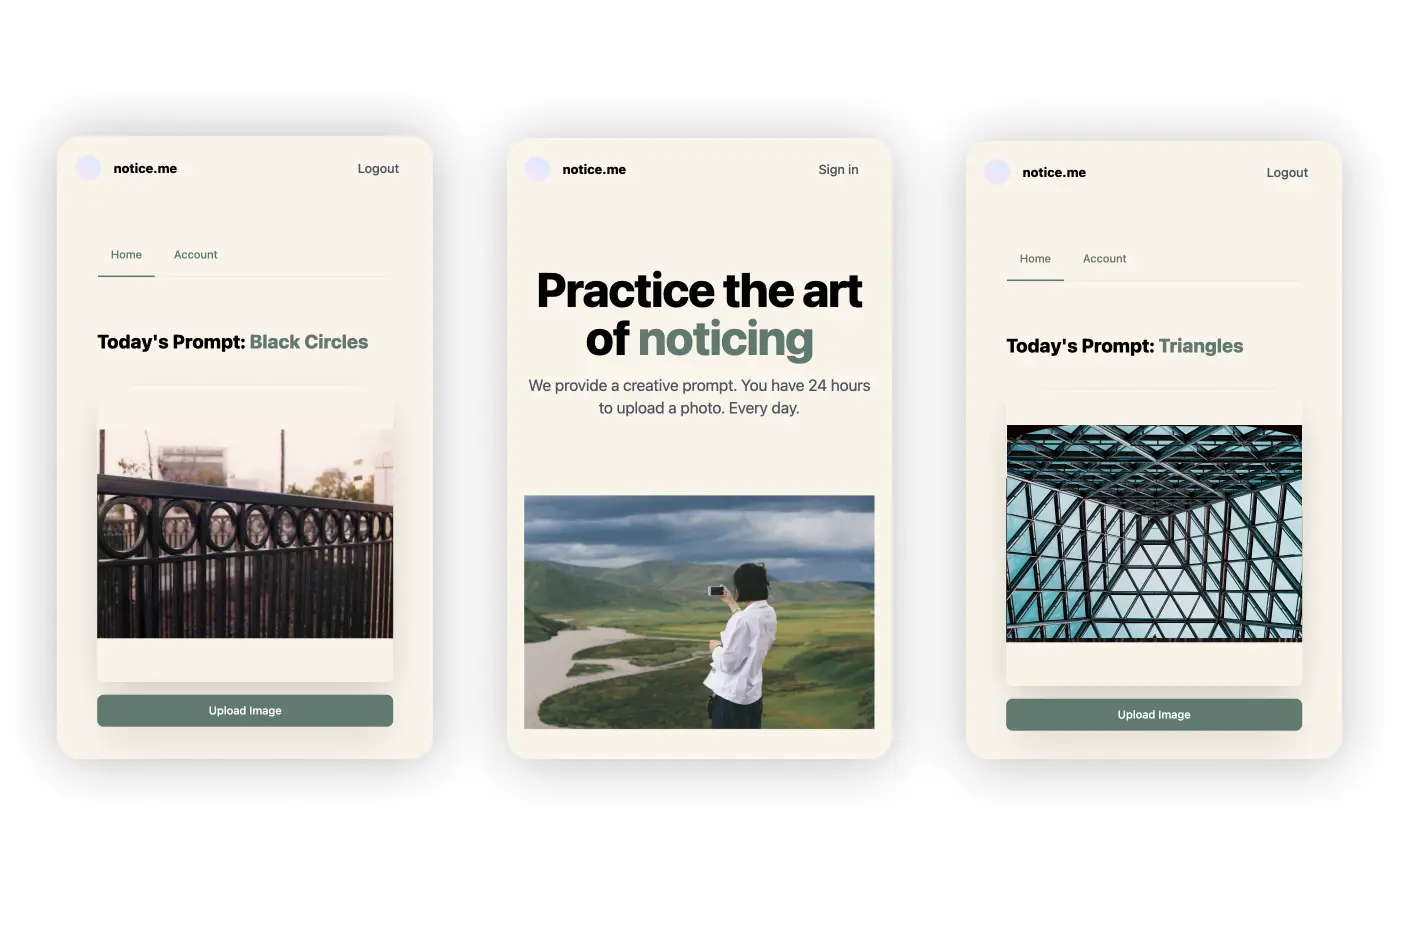 notice.me
Logout
Home
Account
Today's Prompt: Black Circles
Upload Image
notice.me
Sign in
Practice the art
of noticing
We provide a creative prompt. You have 24 hours
to upload a photo. Every day.
notice.me
Logout
Home
Account
Today's Prompt: Triangles
Upload Image